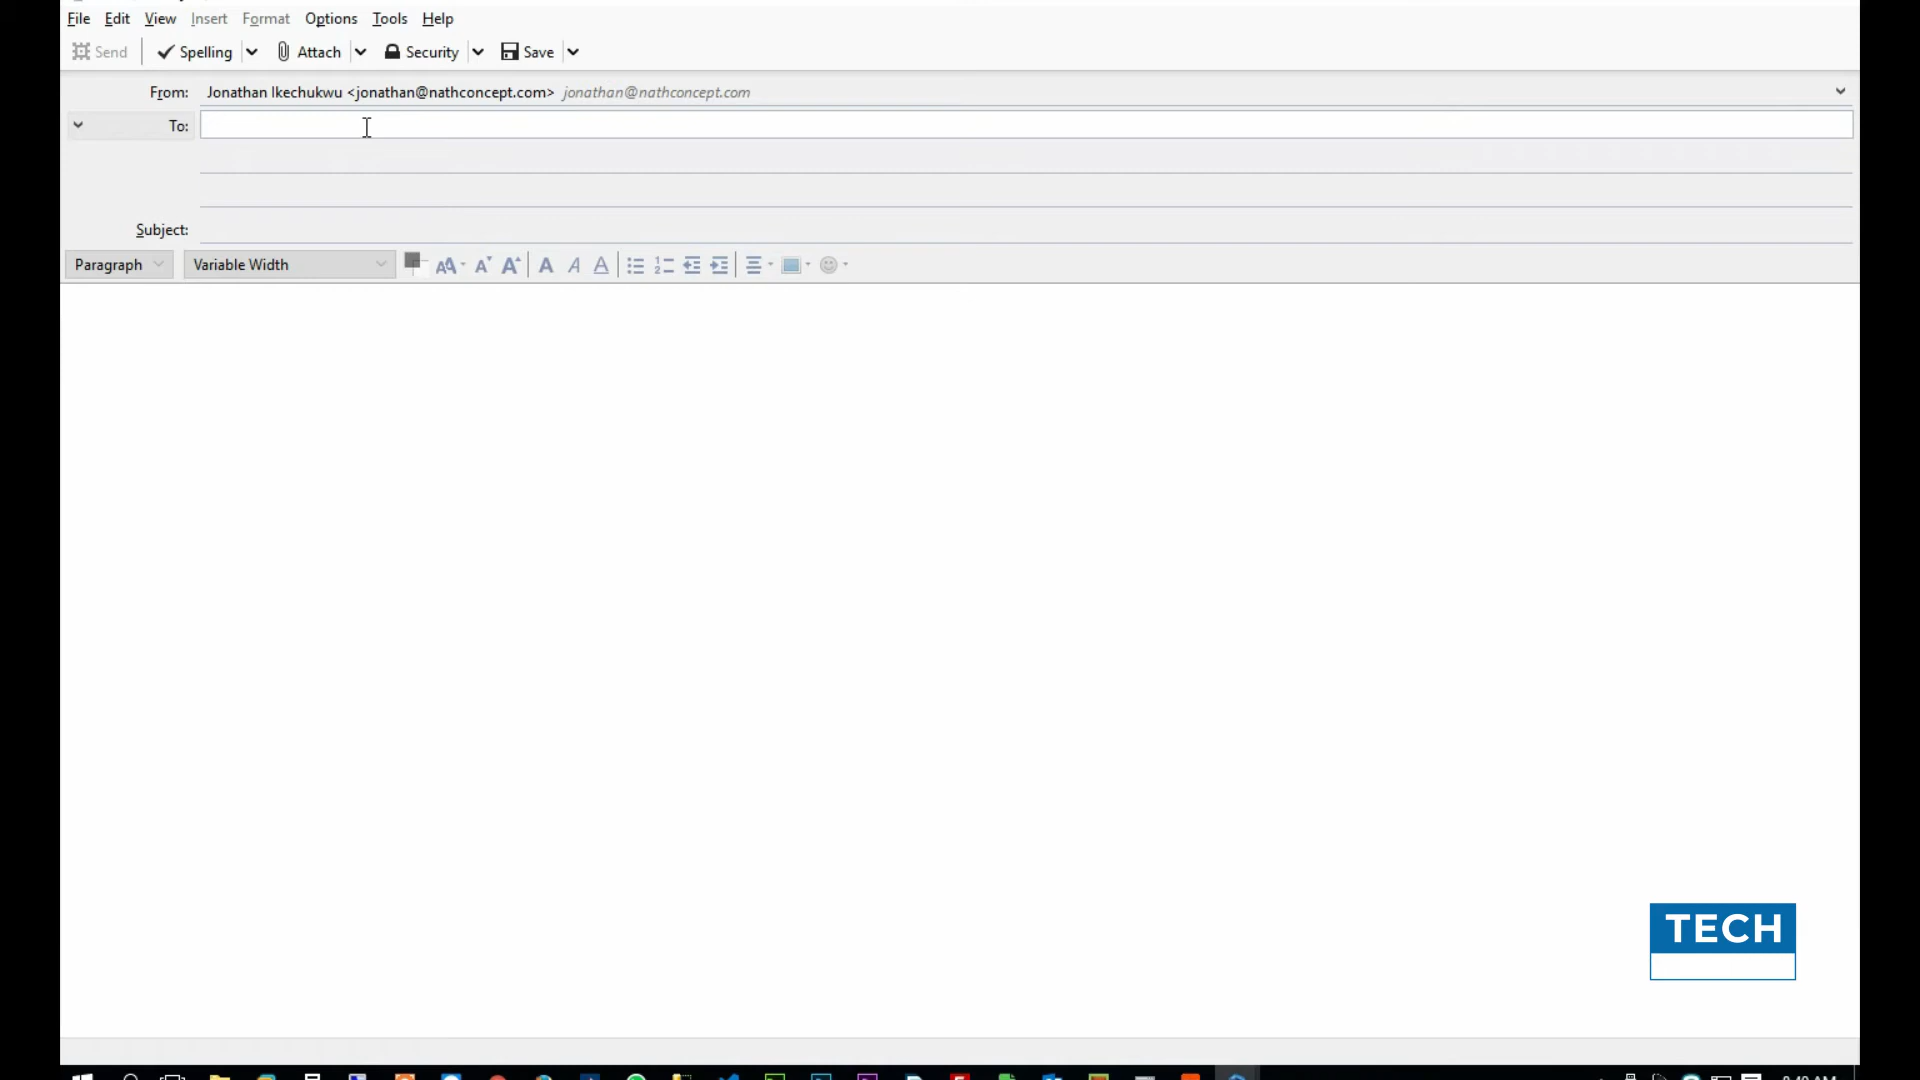 File Edit View Insert Format Options Tools Help
Send Spelling Attach Security Save
From: Jonathan Ikechukwu <jonathan@nathconcept.com> jonathan@nathconcept.com
To:
Subject:
Paragraph Variable Width
TECH